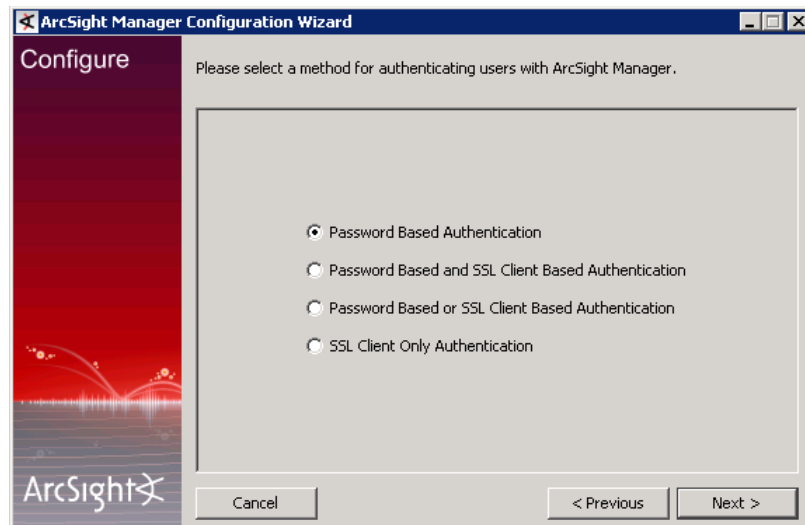 ArcSight Manager Configuration Wizard
Configure
Please select a method for authenticating users with ArcSight Manager.
Password Based Authentication
Password Based and SSL Client Based Authentication
Password Based or SSL Client Based Authentication
SSL Client Only Authentication
ArcSight
Cancel
< Previous
Next >